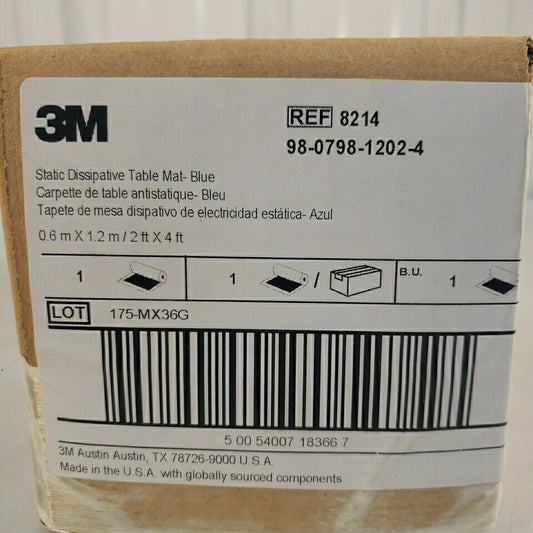 3M
REF 8214
98-0798-1202-4
Static Dissipative Table Mat- Blue
Carpette de table antistatique- Bleu
Tapete de mesa disipativo de electricidad estática- Azul
0.6 m X 1.2 m / 2 ft X 4 ft
1 1 / B.U. 1
LOT 175-MX36G
5 00 54007 18366 7
3M Austin Austin, TX 78726-9000 U.S.A.
Made in the U.S.A. with globally sourced components